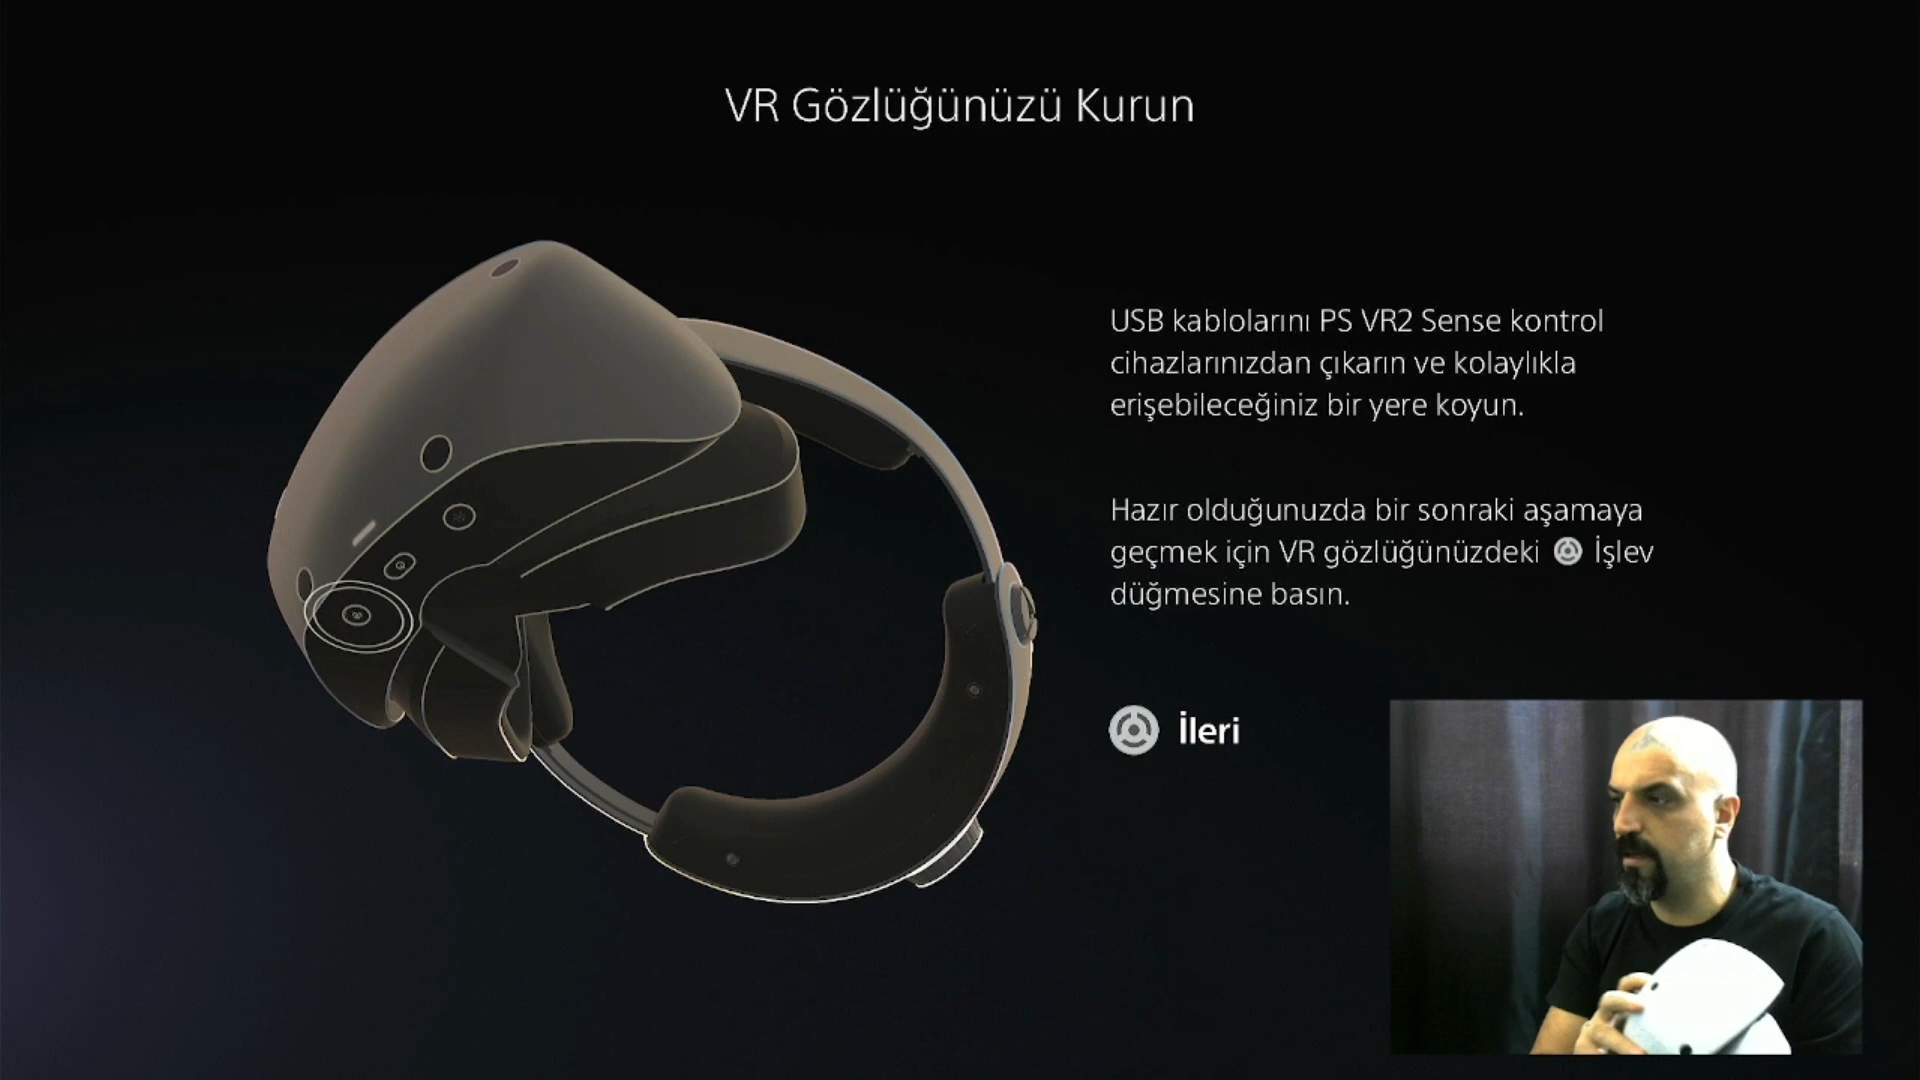 VR Gözlüğünüzü Kurun
USB kablolarını PS VR2 Sense kontrol
cihazlarınızdan çıkarın ve kolaylıkla
erişebileceğiniz bir yere koyun.
Hazır olduğunuzda bir sonraki aşamaya
geçmek için VR gözlüğünüzdeki İşlev
düğmesine basın.
İleri